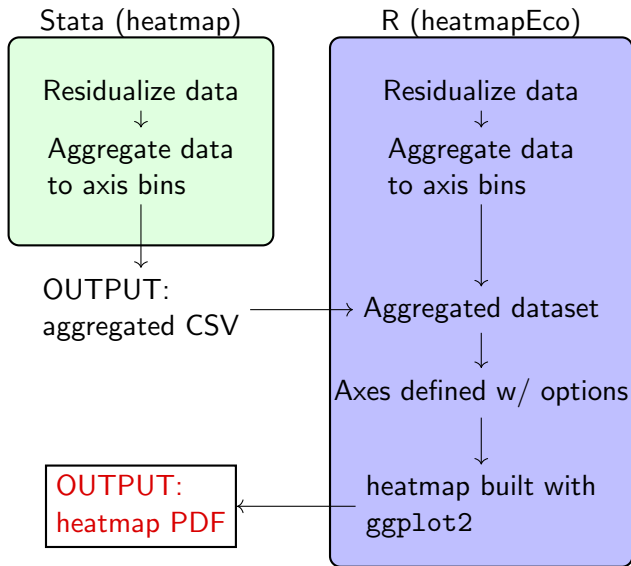 Stata (heatmap)
Residualize data
Aggregate data
to axis bins
OUTPUT:
aggregated CSV
R (heatmapEco)
Residualize data
Aggregate data
to axis bins
Aggregated dataset
Axes defined w/ options
heatmap built with
ggplot2
OUTPUT:
heatmap PDF